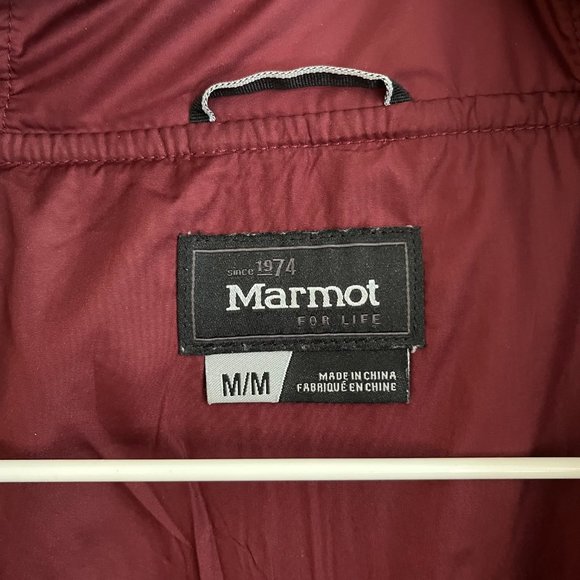 since 1974
Marmot
FOR LIFE
M/M
MADE IN CHINA
FABRIQUÉ EN CHINE